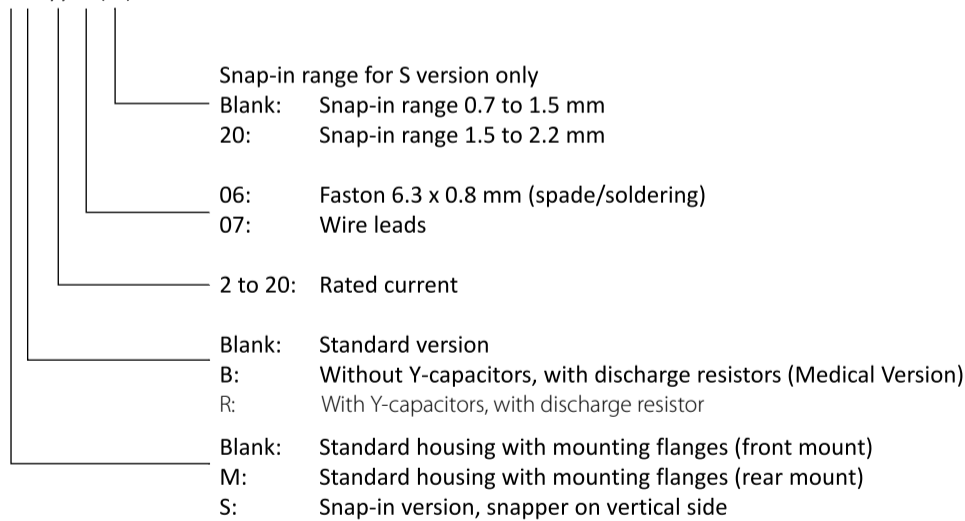 Snap-in range for S version only
Blank: Snap-in range 0.7 to 1.5 mm
20: Snap-in range 1.5 to 2.2 mm
06: Faston 6.3 x 0.8 mm (spade/soldering)
07: Wire leads
2 to 20: Rated current
Blank: Standard version
B: Without Y-capacitors, with discharge resistors (Medical Version)
R: With Y-capacitors, with discharge resistor
Blank: Standard housing with mounting flanges (front mount)
M: Standard housing with mounting flanges (rear mount)
S: Snap-in version, snapper on vertical side